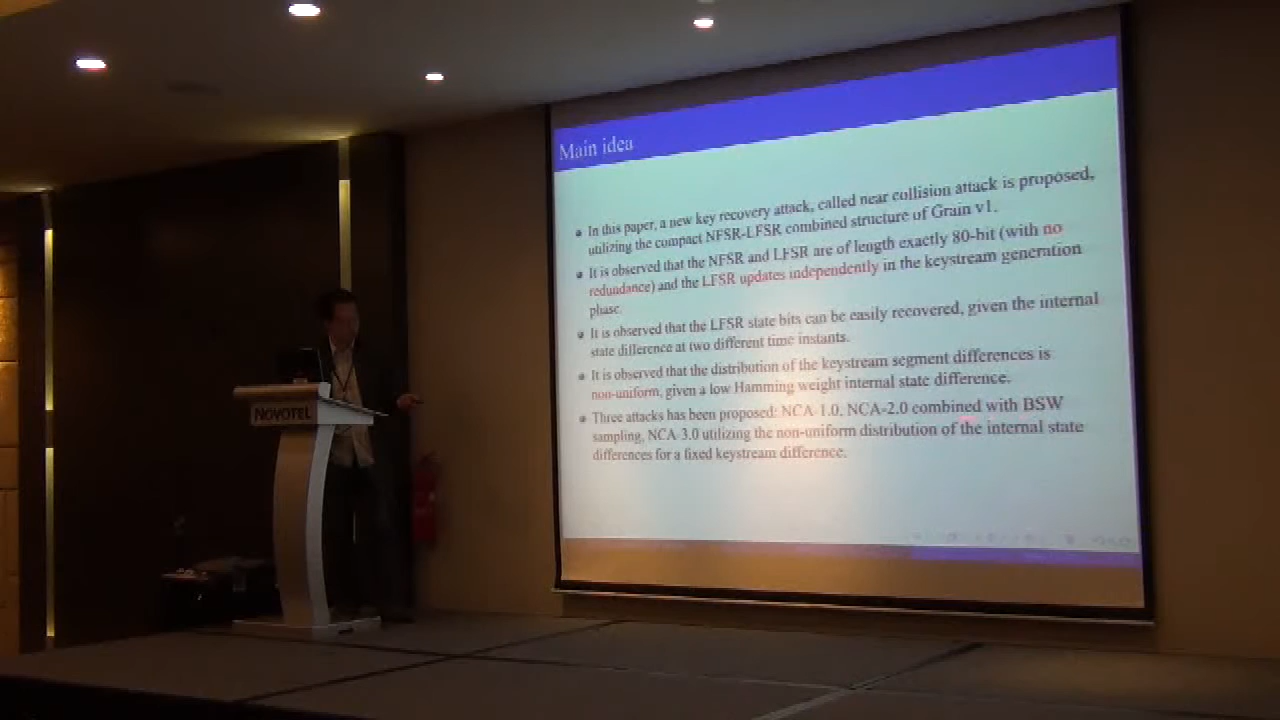 Main idea
In this paper, a new key recovery attack, called near collision attack is proposed,
utilizing the compact NFSR-LFSR combined structure of Grain v1.
It is observed that the NFSR and LFSR are of length exactly 80-bit (with no
redundance) and the LFSR updates independently in the keystream generation
phase.
It is observed that the LFSR state bits can be easily recovered, given the internal
state difference at two different time instants.
It is observed that the distribution of the keystream segment differences is
non-uniform, given a low Hamming weight internal state difference.
Three attacks has been proposed: NCA-1.0, NCA-2.0 combined with BSW
sampling, NCA-3.0 utilizing the non-uniform distribution of the internal state
differences for a fixed keystream difference.
NOVOTEL